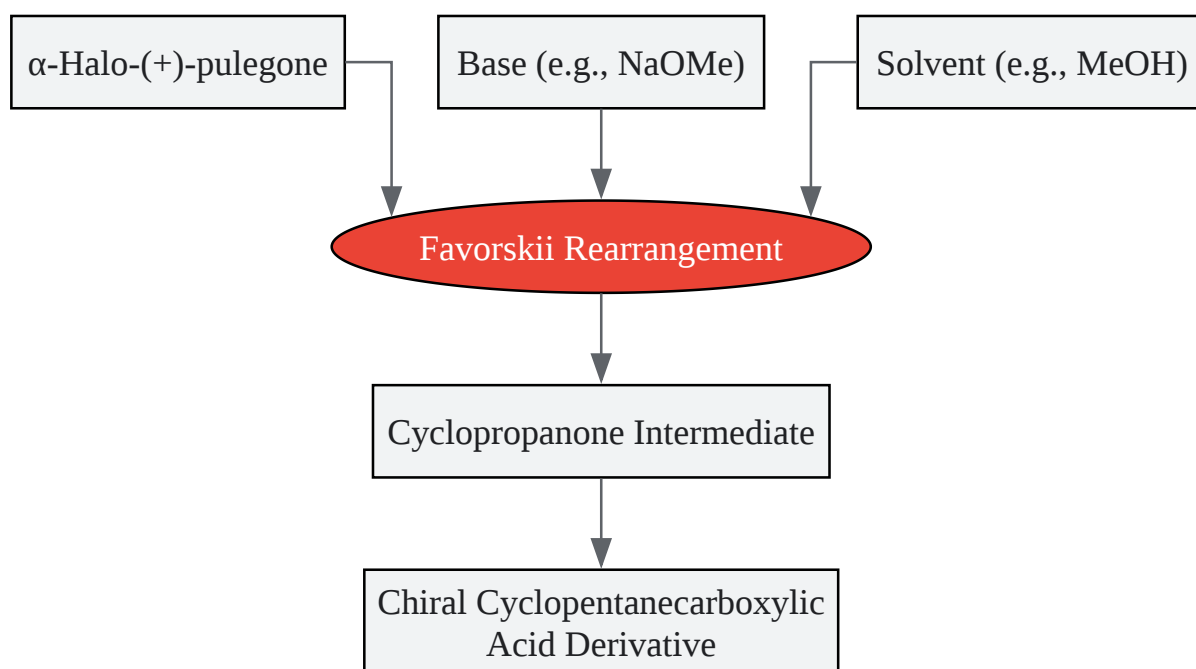 α-Halo-(+)-pulegone
Base (e.g., NaOMe)
Solvent (e.g., MeOH)
Favorskii Rearrangement
Cyclopropanone Intermediate
Chiral Cyclopentanecarboxylic
Acid Derivative